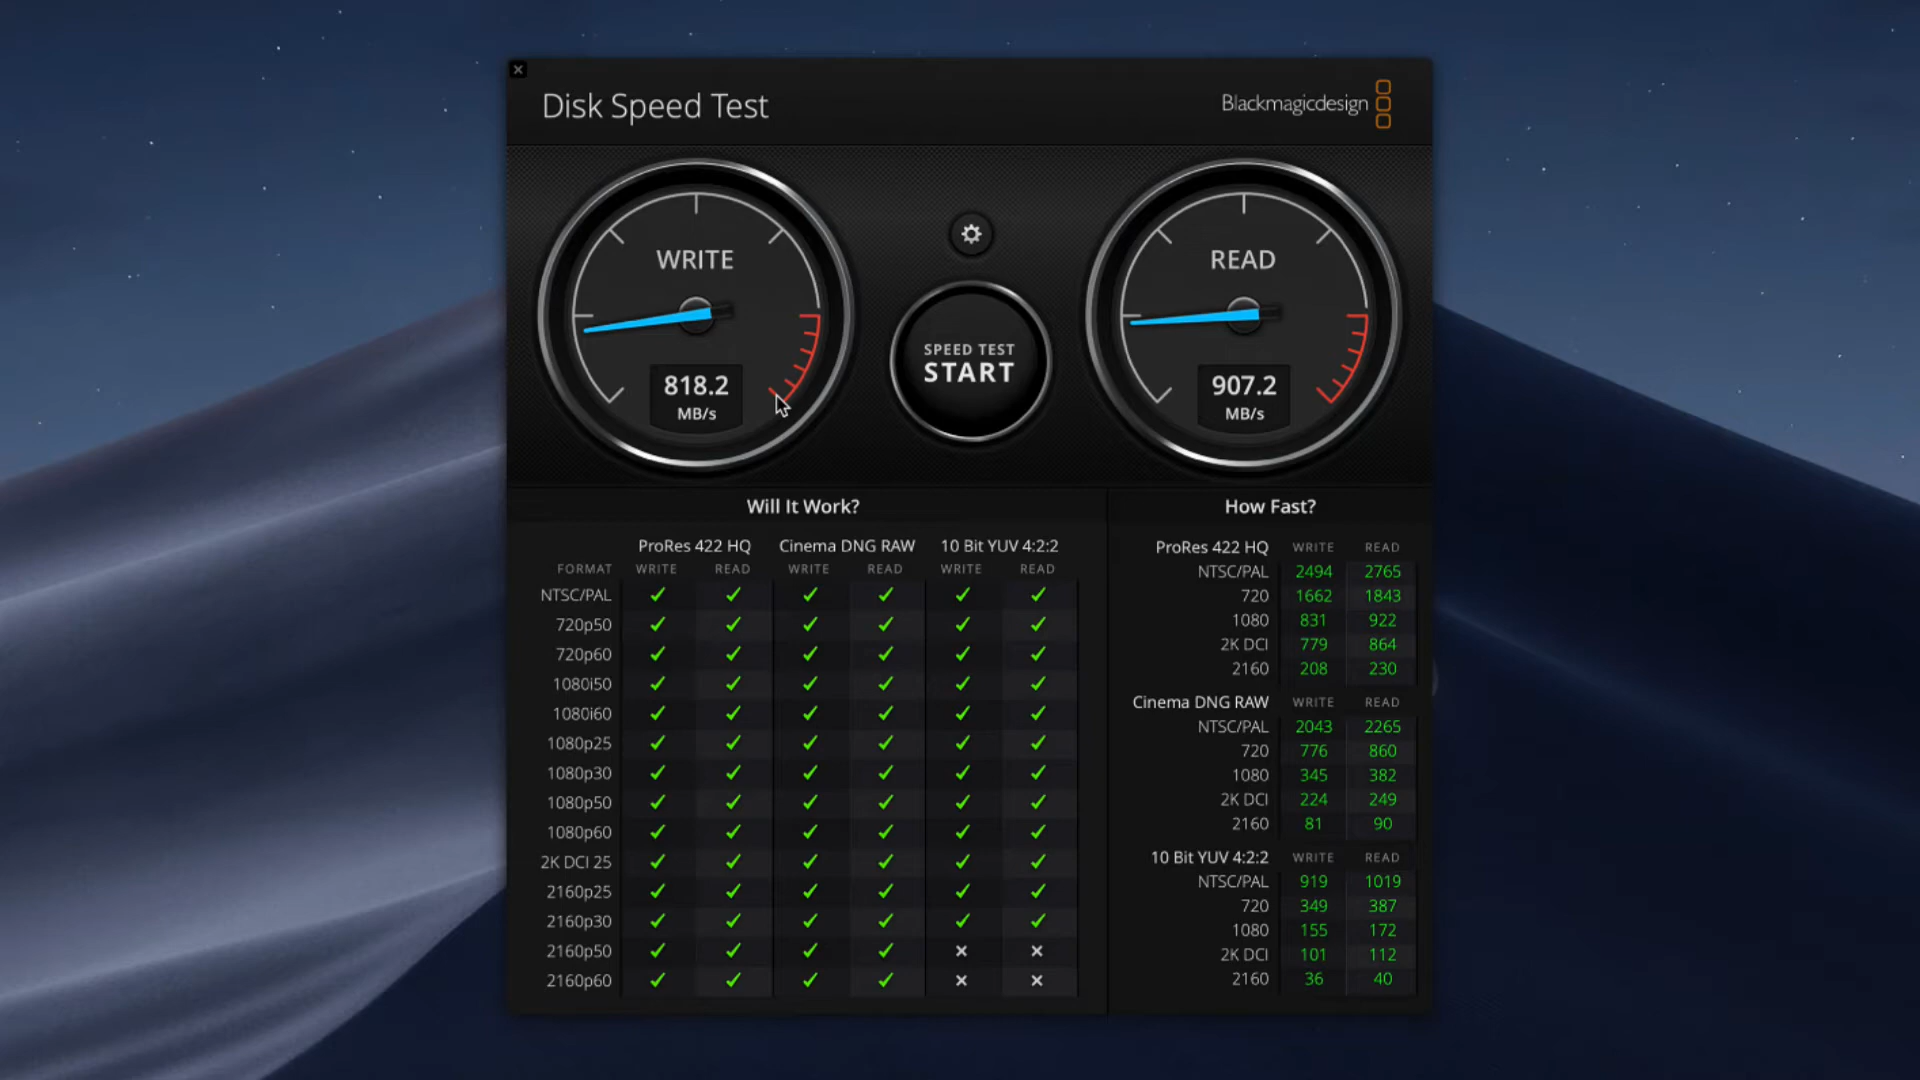 Disk Speed Test
Blackmagicdesign
WRITE
818.2
MB/s
SPEED TEST
START
READ
907.2
MB/s
Will It Work?
ProRes 422 HQ Cinema DNG RAW 10 Bit YUV 4:2:2
FORMAT WRITE READ WRITE READ WRITE READ
NTSC/PAL ✓ ✓ ✓ ✓ ✓ ✓
720p50 ✓ ✓ ✓ ✓ ✓ ✓
720p60 ✓ ✓ ✓ ✓ ✓ ✓
1080i50 ✓ ✓ ✓ ✓ ✓ ✓
1080i60 ✓ ✓ ✓ ✓ ✓ ✓
1080p25 ✓ ✓ ✓ ✓ ✓ ✓
1080p30 ✓ ✓ ✓ ✓ ✓ ✓
1080p50 ✓ ✓ ✓ ✓ ✓ ✓
1080p60 ✓ ✓ ✓ ✓ ✓ ✓
2K DCI 25 ✓ ✓ ✓ ✓ ✓ ✓
2160p25 ✓ ✓ ✓ ✓ ✓ ✓
2160p30 ✓ ✓ ✓ ✓ ✓ ✓
2160p50 ✓ ✓ ✓ ✓ × ×
2160p60 ✓ ✓ ✓ ✓ × ×
How Fast?
ProRes 422 HQ WRITE READ
NTSC/PAL 2494 2765
720 1662 1843
1080 831 922
2K DCI 779 864
2160 208 230
Cinema DNG RAW WRITE READ
NTSC/PAL 2043 2265
720 776 860
1080 345 382
2K DCI 224 249
2160 81 90
10 Bit YUV 4:2:2 WRITE READ
NTSC/PAL 919 1019
720 349 387
1080 155 172
2K DCI 101 112
2160 36 40